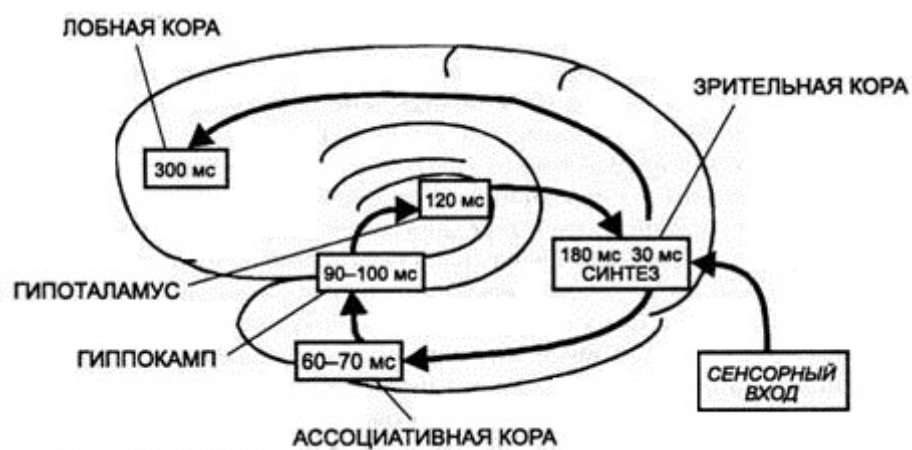 ЛОБНАЯ КОРА
ЗРИТЕЛЬНАЯ КОРА
300 мс
120 мс
180 мс 30 мс
СИНТЕЗ
90–100 мс
ГИПОТАЛАМУС
ГИППОКАМП
60–70 мс
СЕНСОРНЫЙ
ВХОД
АССОЦИАТИВНАЯ КОРА